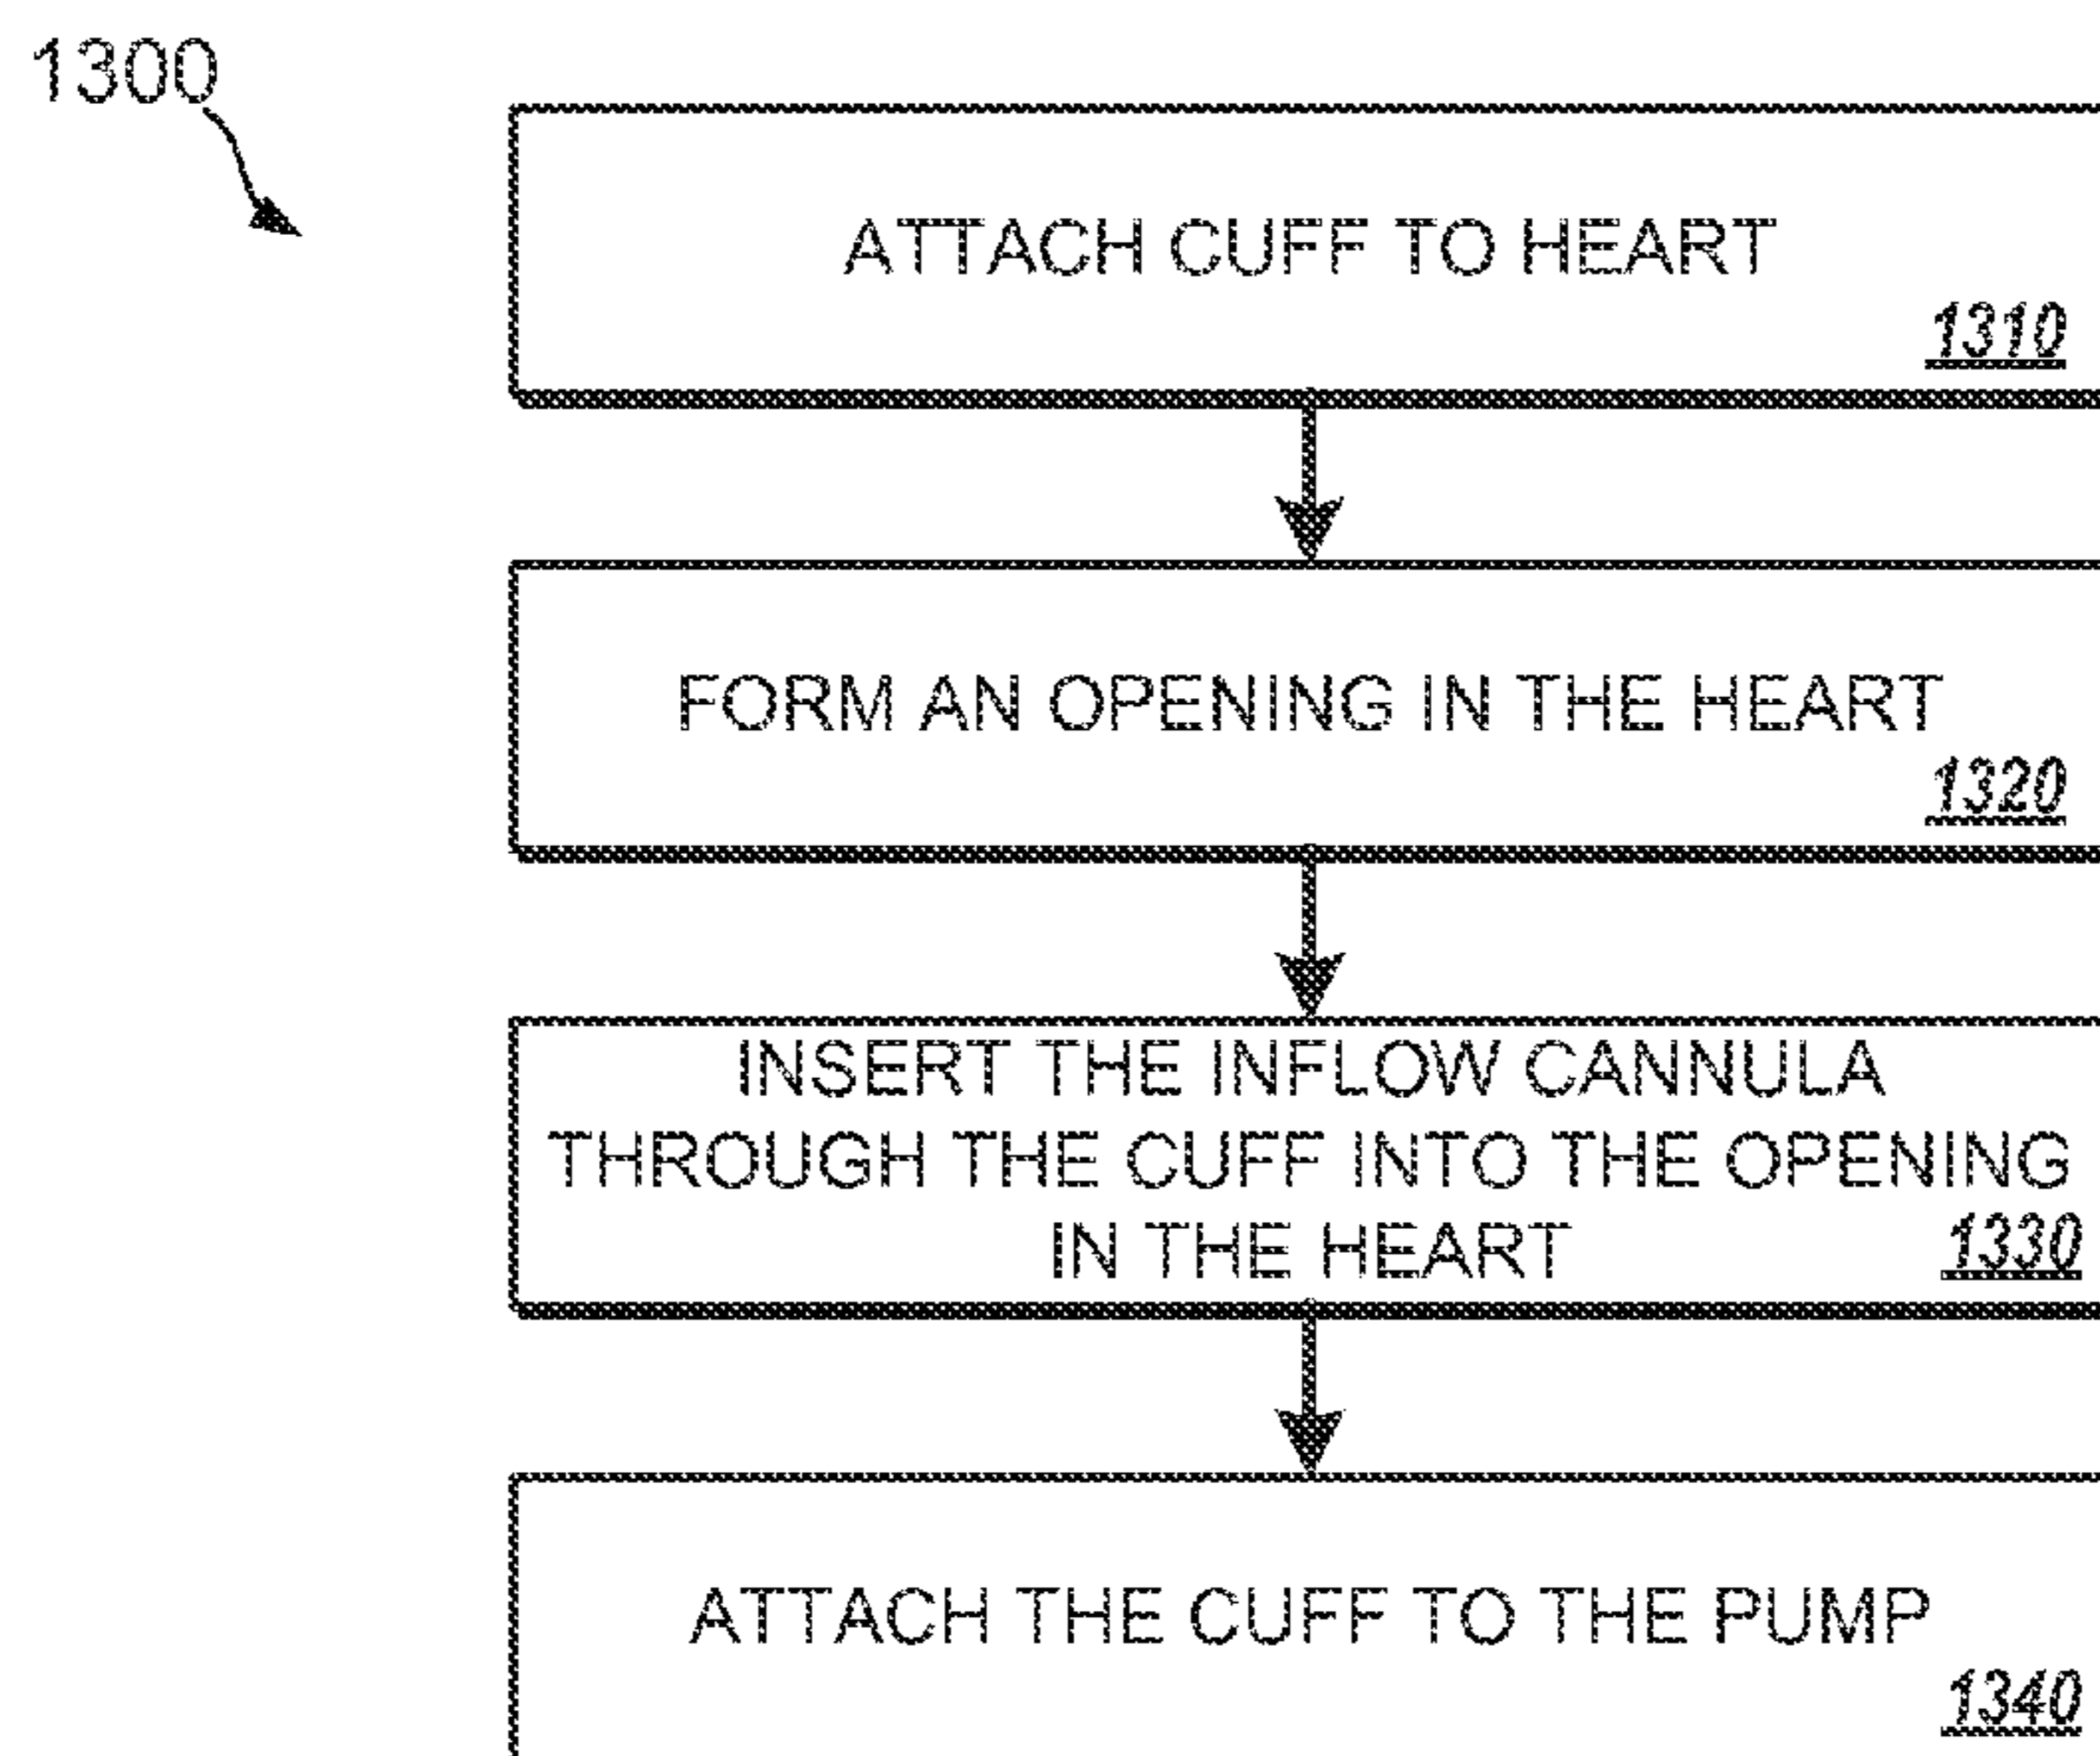 1300
ATTACH CUFF TO HEART
1310
FORM AN OPENING IN THE HEART
1320
INSERT THE INFLOW CANNULA
THROUGH THE CUFF INTO THE OPENING
IN THE HEART
1330
ATTACH THE CUFF TO THE PUMP
1340